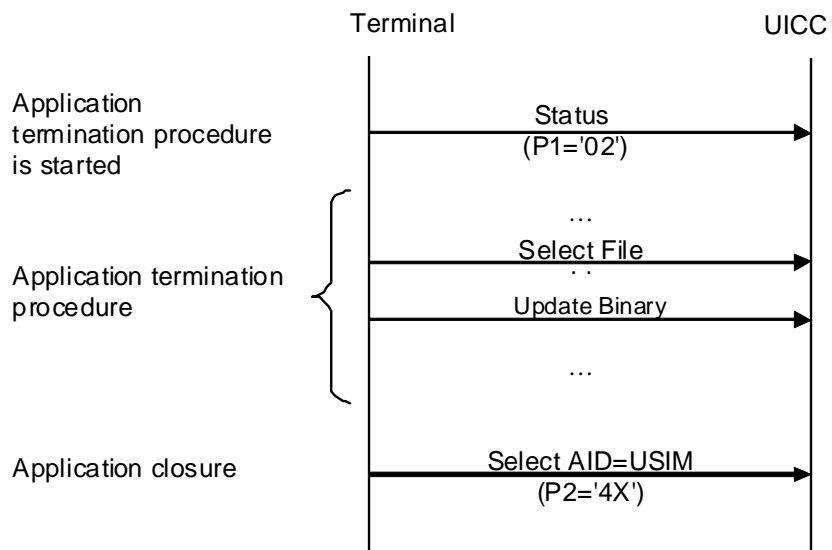 Terminal
UICC
Application
termination procedure
is started
Status
(P1='02')
...
Select File
. .
Application termination
procedure
Update Binary
...
Application closure
Select AID=USIM
(P2='4X')